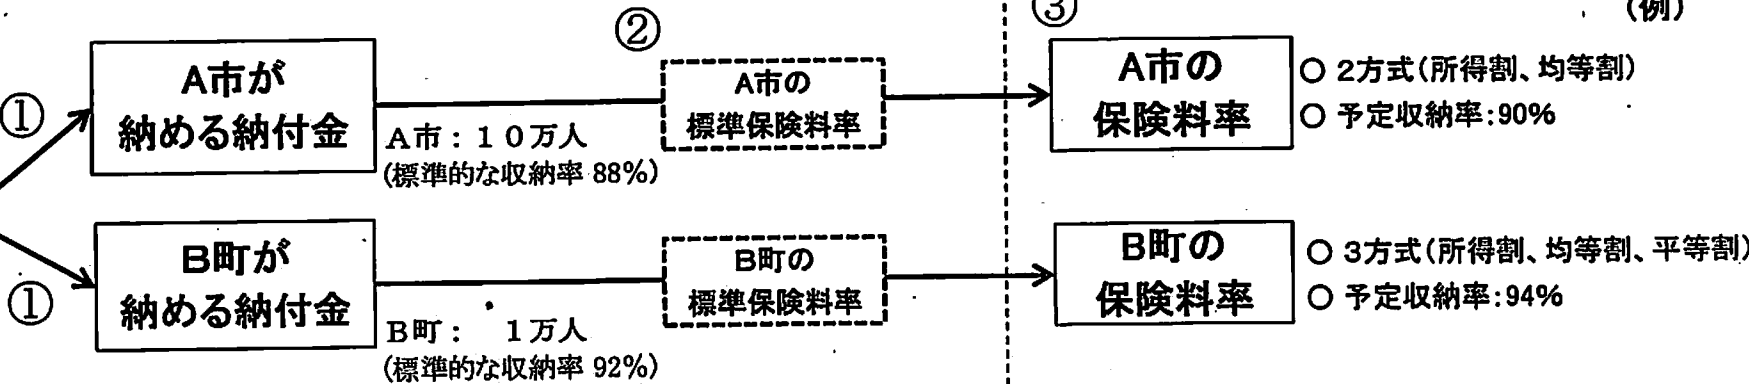 (例)
②
③
①
A市が
納める納付金
A市：１０万人
(標準的な収納率 88%)
A市の
標準保険料率
A市の
保険料率
○ 2方式(所得割、均等割)
○ 予定収納率:90%
①
B町が
納める納付金
B町：　１万人
(標準的な収納率 92%)
B町の
標準保険料率
B町の
保険料率
○ 3方式(所得割、均等割、平等割)
○ 予定収納率:94%